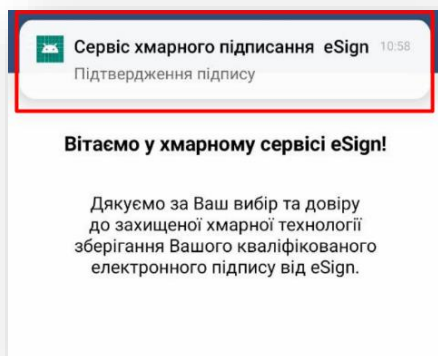 Сервіс хмарного підписання eSign 10:58
Підтвердження підпису
Вітаємо у хмарному сервісі eSign!
Дякуємо за Ваш вибір та довіру
до захищеної хмарної технології
зберігання Вашого кваліфікованого
електронного підпису від eSign.